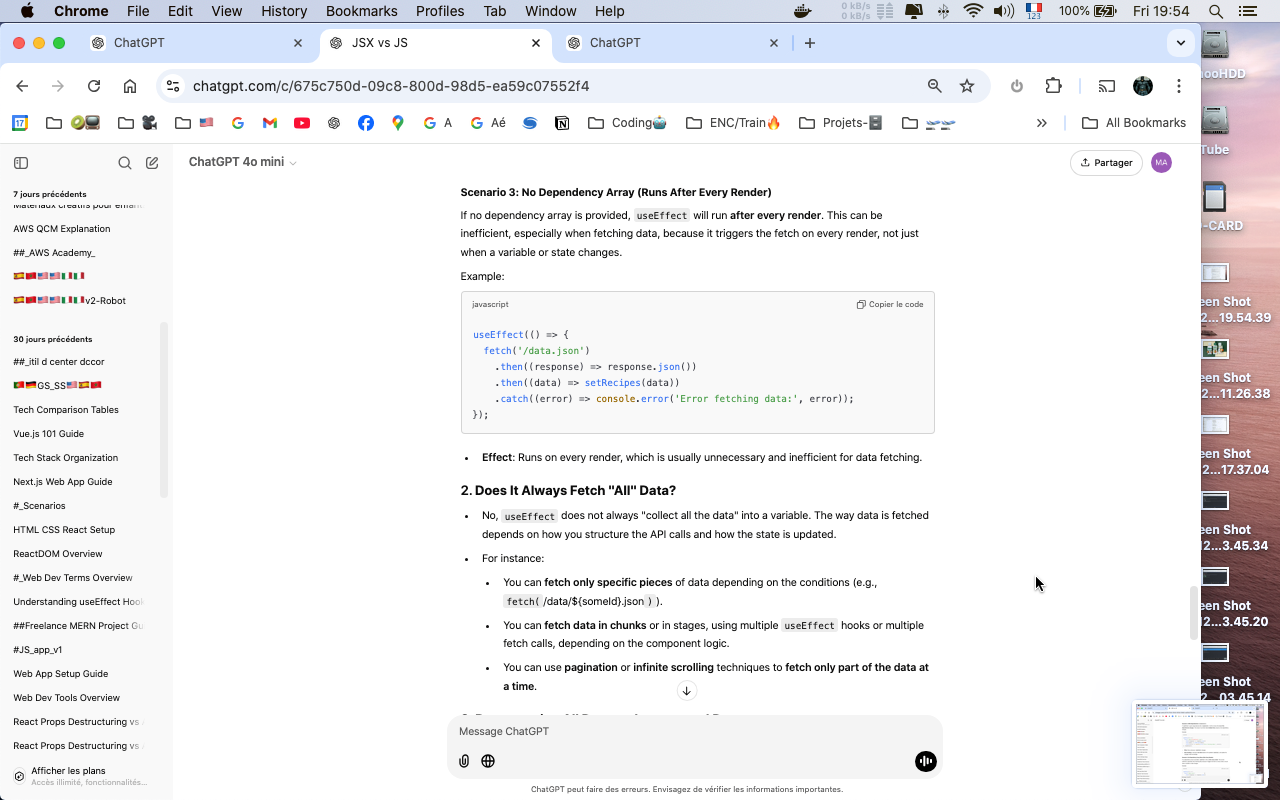 Chrome File Edit View History Bookmarks Profiles Tab Window Help
0 kB/s
0 kB/s
123
100%
Fri 19:54
ChatGPT
JSX vs JS
ChatGPT
chatgpt.com/c/675c750d-09c8-800d-98d5-ea59c07552f4
17
G A
G Aé
Coding
ENC/Train
Projets-
All Bookmarks
ChatGPT 4o mini
Partager
MA
7 jours précédents
AWS QCM Explanation
##_AWS Academy_
v2-Robot
30 jours précédents
##_itil d center dccor
GS_SS
Tech Comparison Tables
Vue.js 101 Guide
Tech Stack Organization
Next.js Web App Guide
#_Scenarios
HTML CSS React Setup
ReactDOM Overview
#_Web Dev Terms Overview
Understanding useEffect Hook
##Freelance MERN Project Gu
#JS_app_v1
Web App Setup Guide
Web Dev Tools Overview
React Props Destructuring vs
React Props Destructuring vs
Afficher les plans
Accès illimité, fonctionnalités...
Scenario 3: No Dependency Array (Runs After Every Render)
If no dependency array is provided, useEffect will run after every render. This can be
inefficient, especially when fetching data, because it triggers the fetch on every render, not just
when a variable or state changes.
Example:
javascript
Copier le code
useEffect(() => {
  fetch('/data.json')
    .then((response) => response.json())
    .then((data) => setRecipes(data))
    .catch((error) => console.error('Error fetching data:', error));
});
• Effect: Runs on every render, which is usually unnecessary and inefficient for data fetching.
2. Does It Always Fetch "All" Data?
• No, useEffect does not always "collect all the data" into a variable. The way data is fetched
depends on how you structure the API calls and how the state is updated.
• For instance:
• You can fetch only specific pieces of data depending on the conditions (e.g.,
fetch( /data/${someId}.json ) ).
• You can fetch data in chunks or in stages, using multiple useEffect hooks or multiple
fetch calls, depending on the component logic.
• You can use pagination or infinite scrolling techniques to fetch only part of the data at
a time.
Message ChatGPT
ChatGPT peut faire des erreurs. Envisagez de vérifier les informations importantes.
ooHDD
Tube
-CARD
een Shot
2...19.54.39
een Shot
2...11.26.38
een Shot
2...17.37.04
een Shot
12...3.45.34
een Shot
12...3.45.20
een Shot
...03.45.14